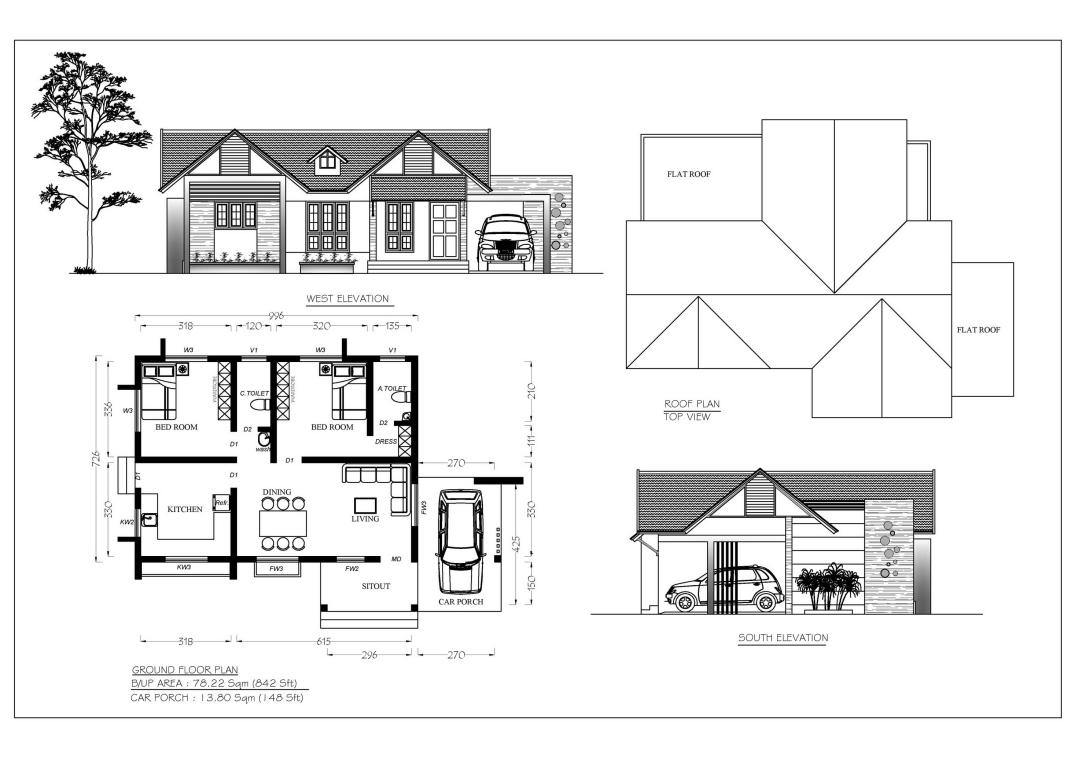 WEST ELEVATION
996
318
120
320
135
W3
V1
W3
V1
BED ROOM
WARDROBE
C.TOILET
D2
wash
D1
WARDROBE
BED ROOM
A.TOILET
D2
DRESS
D1
W3
336
726
330
210
111
330
150
425
270
D1
D1
KITCHEN
Refr.
KW2
KW3
DINING
LIVING
FW3
FW3
FW2
MD
SITOUT
CAR PORCH
318
615
296
270
GROUND FLOOR PLAN
B/UP AREA : 78.22 Sqm (842 Sft)
CAR PORCH : 13.80 Sqm (148 Sft)
FLAT ROOF
FLAT ROOF
ROOF PLAN
TOP VIEW
SOUTH ELEVATION